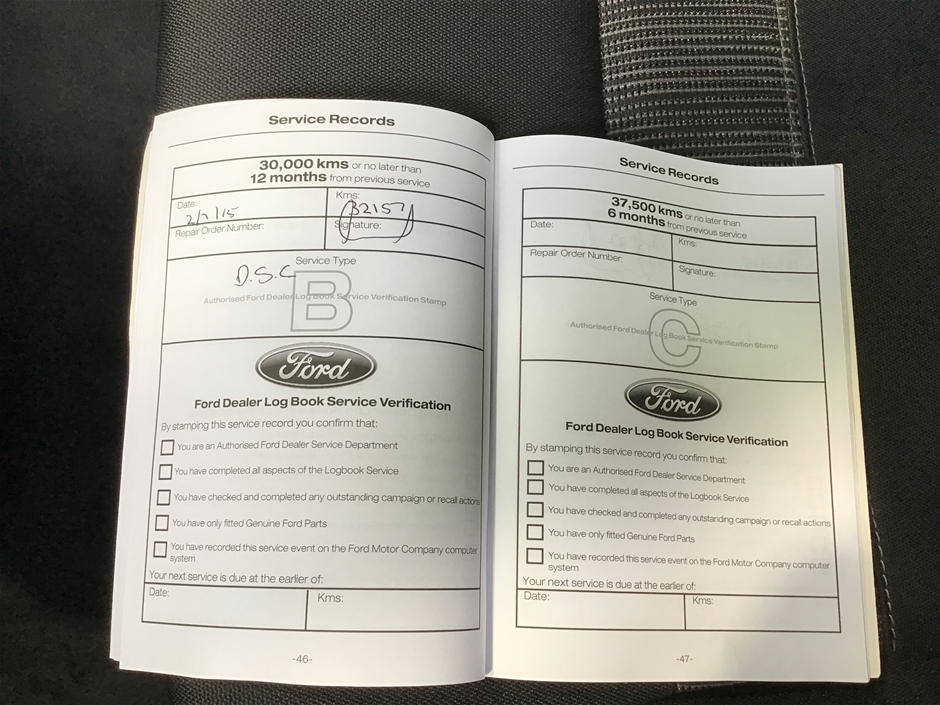 Service Records
30,000 kms or no later than
12 months from previous service
Date:
2/7/15
Kms:
32157
Repair Order Number:
Signature:
Service Type
D.S.C
B
Authorised Ford Dealer Log Book Service Verification Stamp
Ford
Ford Dealer Log Book Service Verification
By stamping this service record you confirm that:
You are an Authorised Ford Dealer Service Department
You have completed all aspects of the Logbook Service
You have checked and completed any outstanding campaign or recall actions
You have only fitted Genuine Ford Parts
You have recorded this service event on the Ford Motor Company computer
system
Your next service is due at the earlier of:
Date:
Kms:
-46-
Service Records
37,500 kms or no later than
6 months from previous service
Date:
Kms:
Repair Order Number:
Signature:
Service Type
C
Authorised Ford Dealer Log Book Service Verification Stamp
Ford
Ford Dealer Log Book Service Verification
By stamping this service record you confirm that:
You are an Authorised Ford Dealer Service Department
You have completed all aspects of the Logbook Service
You have checked and completed any outstanding campaign or recall actions
You have only fitted Genuine Ford Parts
You have recorded this service event on the Ford Motor Company computer
system
Your next service is due at the earlier of:
Date:
Kms:
-47-